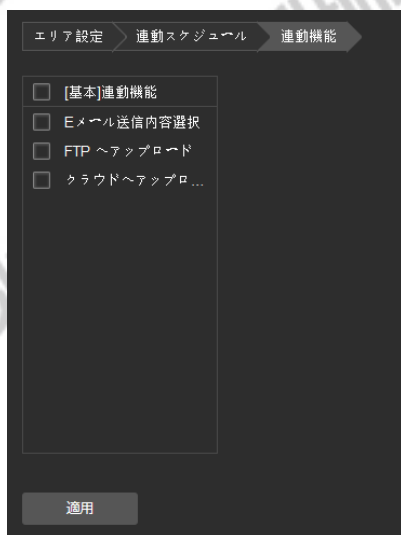 エリア設定 連動スケジュール 連動機能
[基本]連動機能
Eメール送信内容選択
FTP へアップロード
クラウドへアップロ...
適用